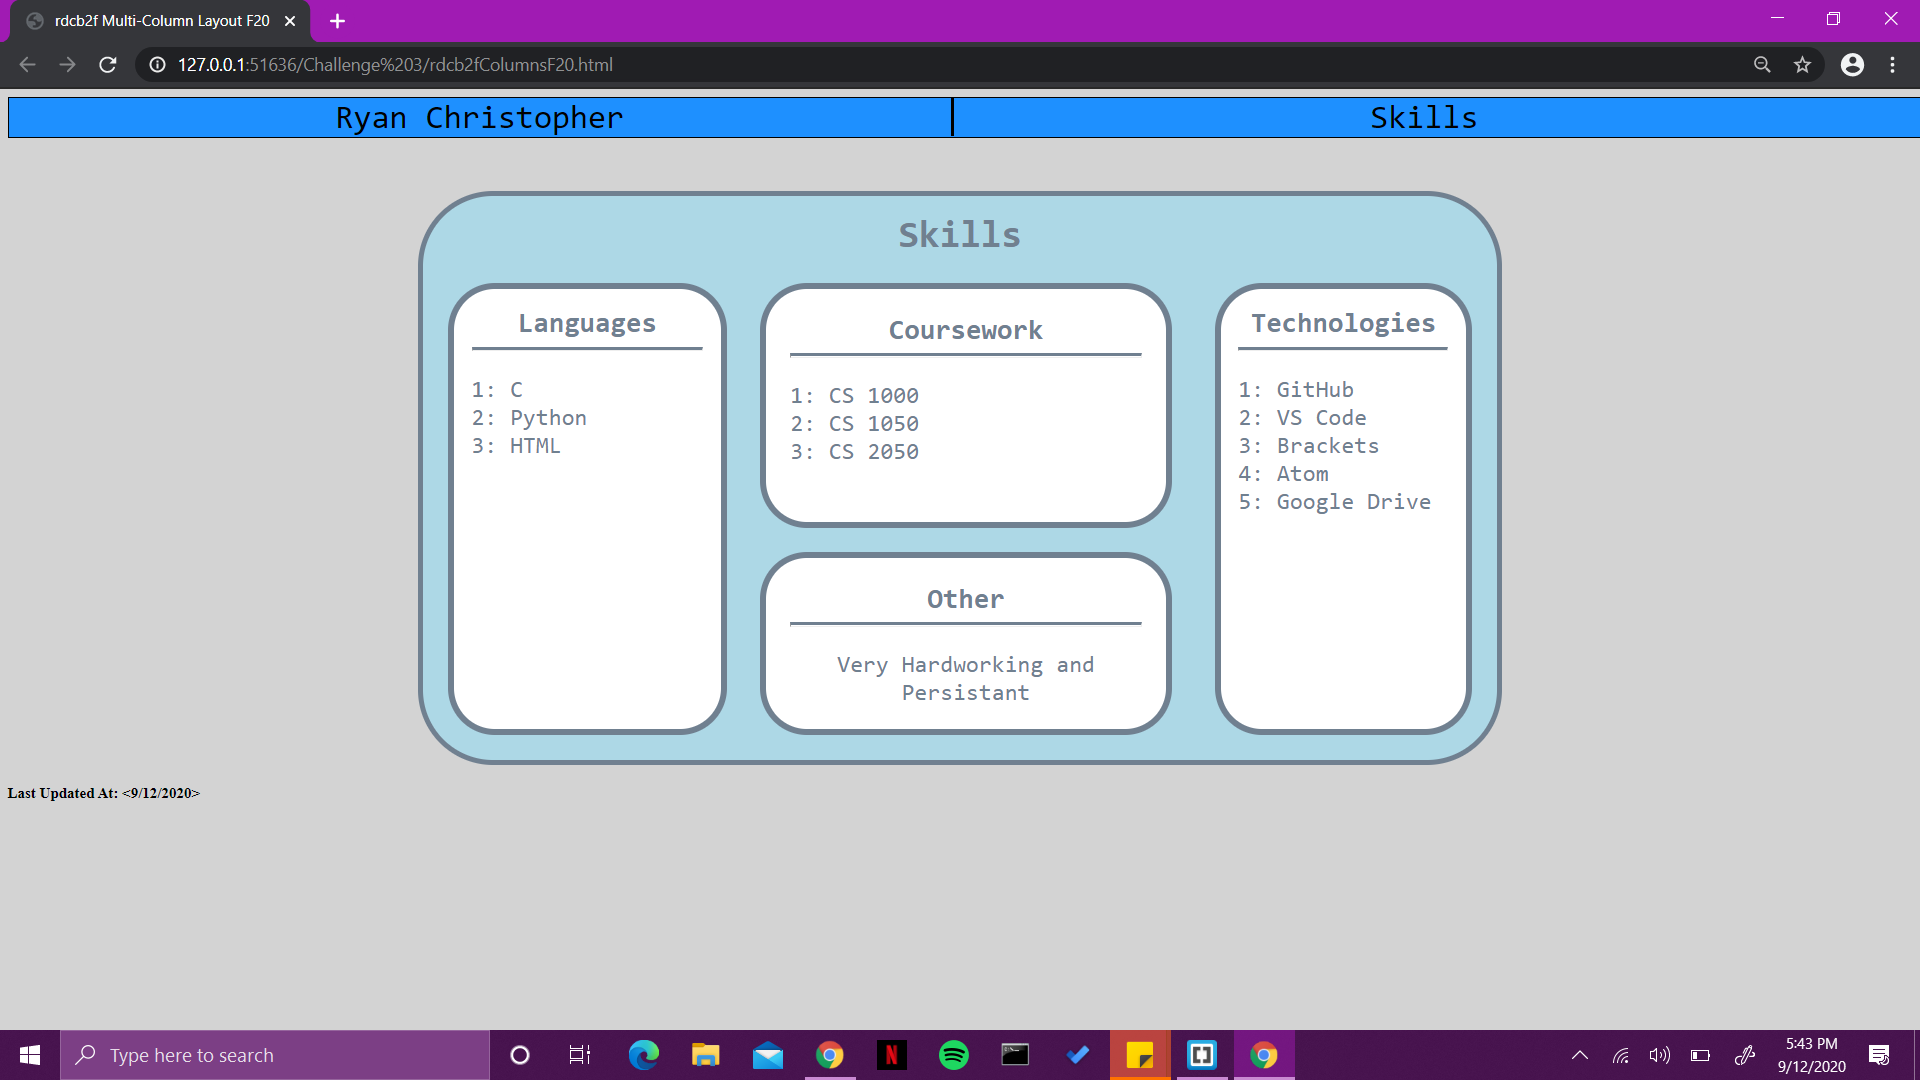 rdcb2f Multi-Column Layout F20
127.0.0.1:51636/Challenge%203/rdcb2fColumnsF20.html
Ryan Christopher
Skills
Skills
Languages
1: C
2: Python
3: HTML
Coursework
1: CS 1000
2: CS 1050
3: CS 2050
Other
Very Hardworking and
Persistant
Technologies
1: GitHub
2: VS Code
3: Brackets
4: Atom
5: Google Drive
Last Updated At: <9/12/2020>
Type here to search
N
5:43 PM
9/12/2020